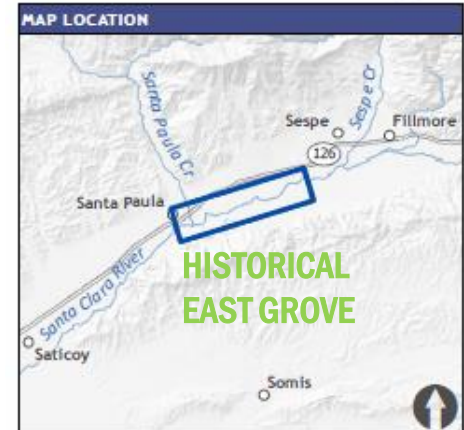 MAP LOCATION
Santa Paula Cr
Sespe Cr
Sespe
Fillmore
126
Santa Paula
HISTORICAL
EAST GROVE
Santa Clara River
Saticoy
Somis